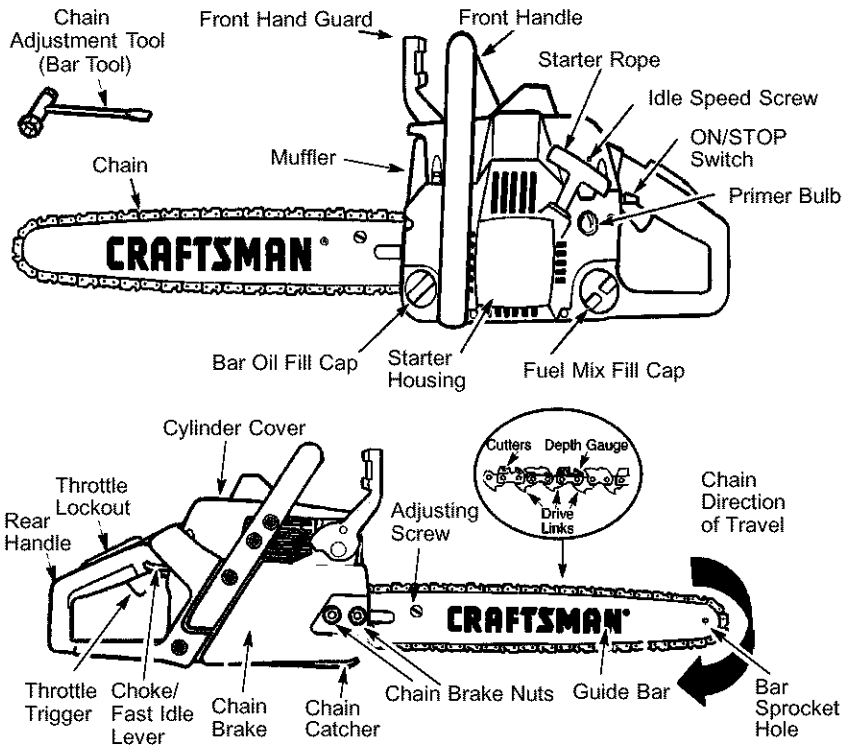 Chain
Adjustment Tool
(Bar Tool)
Front Hand Guard
Front Handle
Starter Rope
Idle Speed Screw
ON/STOP
Switch
Muffler
Primer Bulb
Chain
CRAFTSMAN
Bar Oil Fill Cap
Starter
Housing
Fuel Mix Fill Cap
Cylinder Cover
Cutters
Depth Gauge
Drive
Links
Chain
Direction
of Travel
Throttle
Lockout
Rear
Handle
Adjusting
Screw
CRAFTSMAN
Throttle
Trigger
Choke/
Fast Idle
Lever
Chain
Brake
Chain
Catcher
Chain Brake Nuts
Guide Bar
Bar
Sprocket
Hole